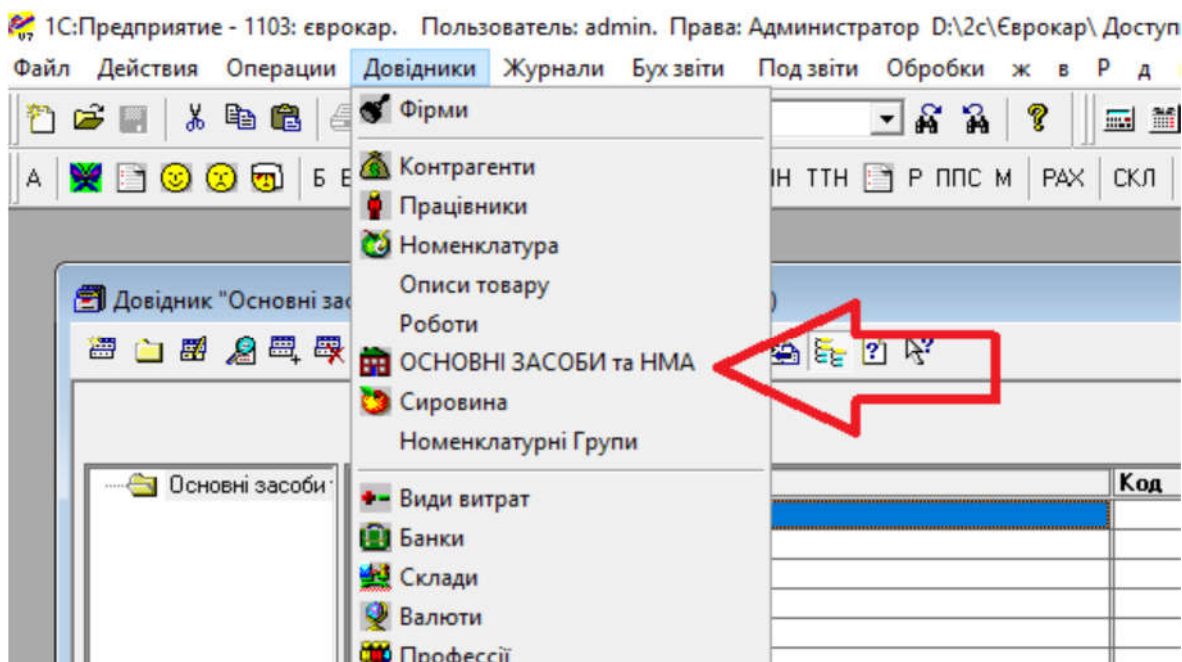 1С:Предприятие - 1103: єврокар. Пользователь: admin. Права: Администратор D:\2c\Єврокар\ Доступ
Файл Действия Операции Довідники Журнали Бух звіти Под звіти Обробки ж в Р д
Фірми
А Б ТТН Р ППС М РАХ СКЛ
Контрагенти
Працівники
Номенклатура
Описи товару
Довідник "Основні
Роботи
ОСНОВНІ ЗАСОБИ та НМА
Сировина
Номенклатурні Групи
Основні засоби
Код
Види витрат
Банки
Склади
Валюти
Професії